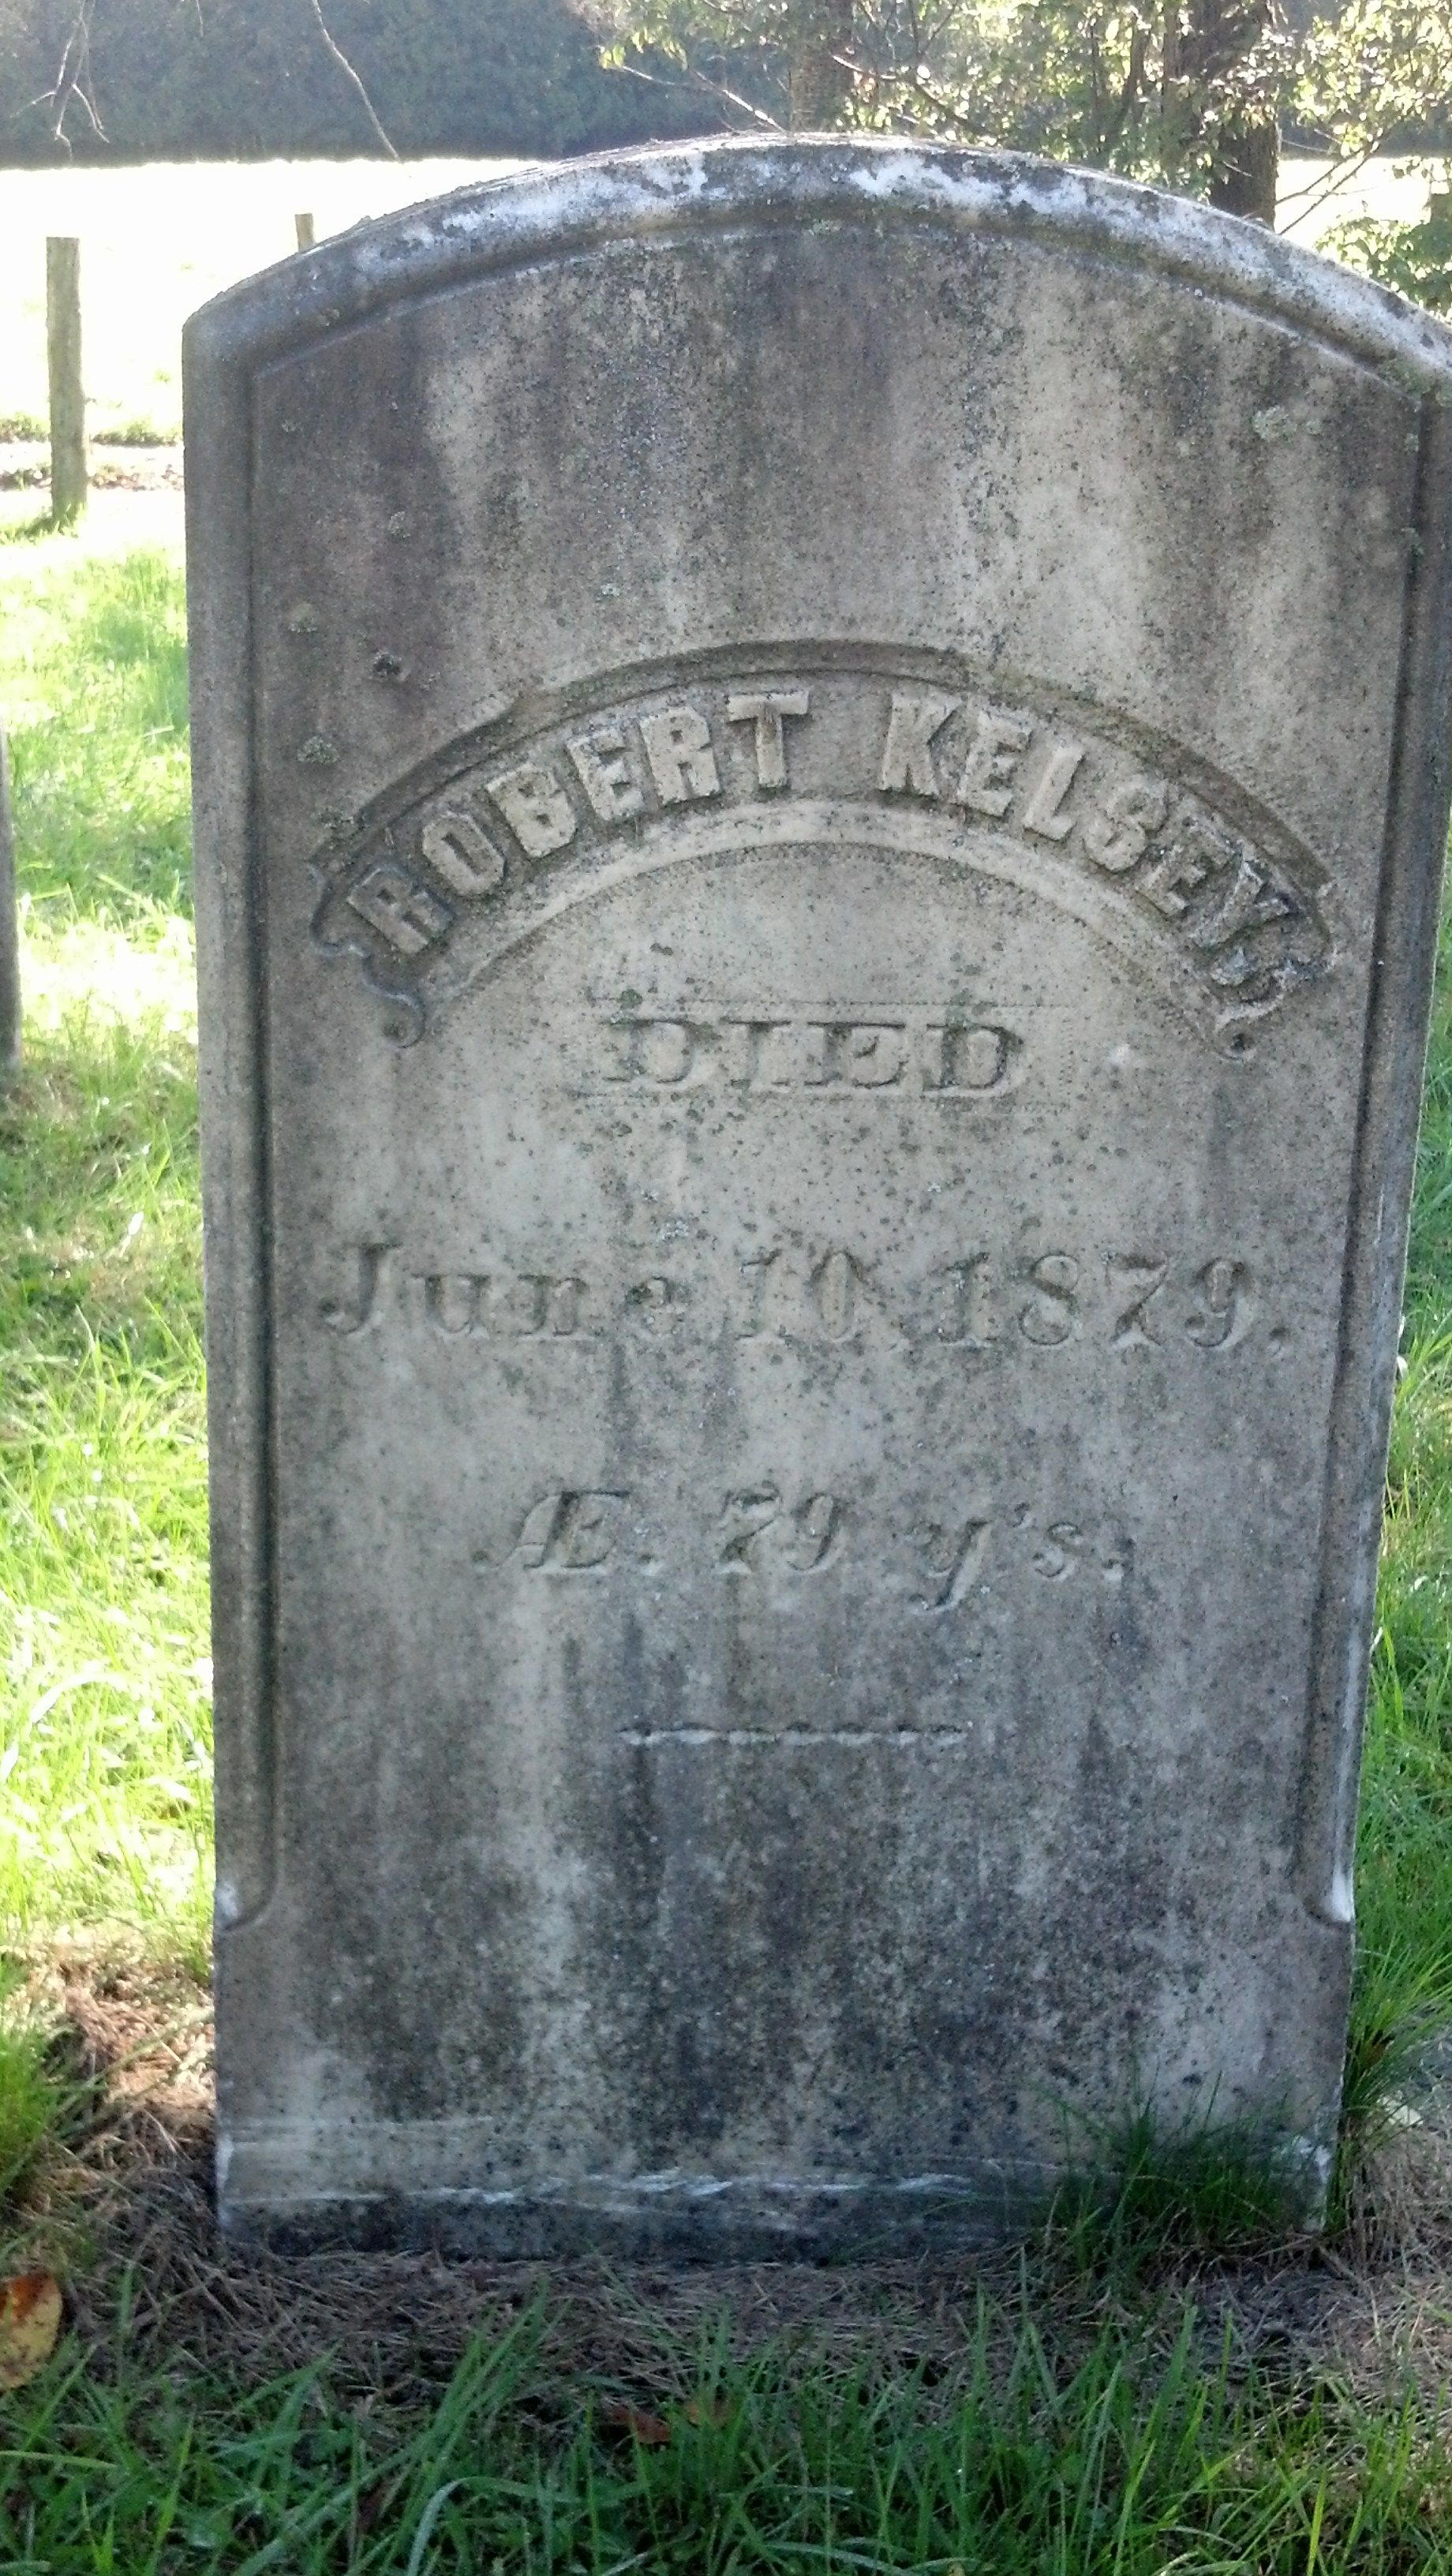 ROBERT KELSEY
DIED
June 10, 1879.
Æ. 79 y's.